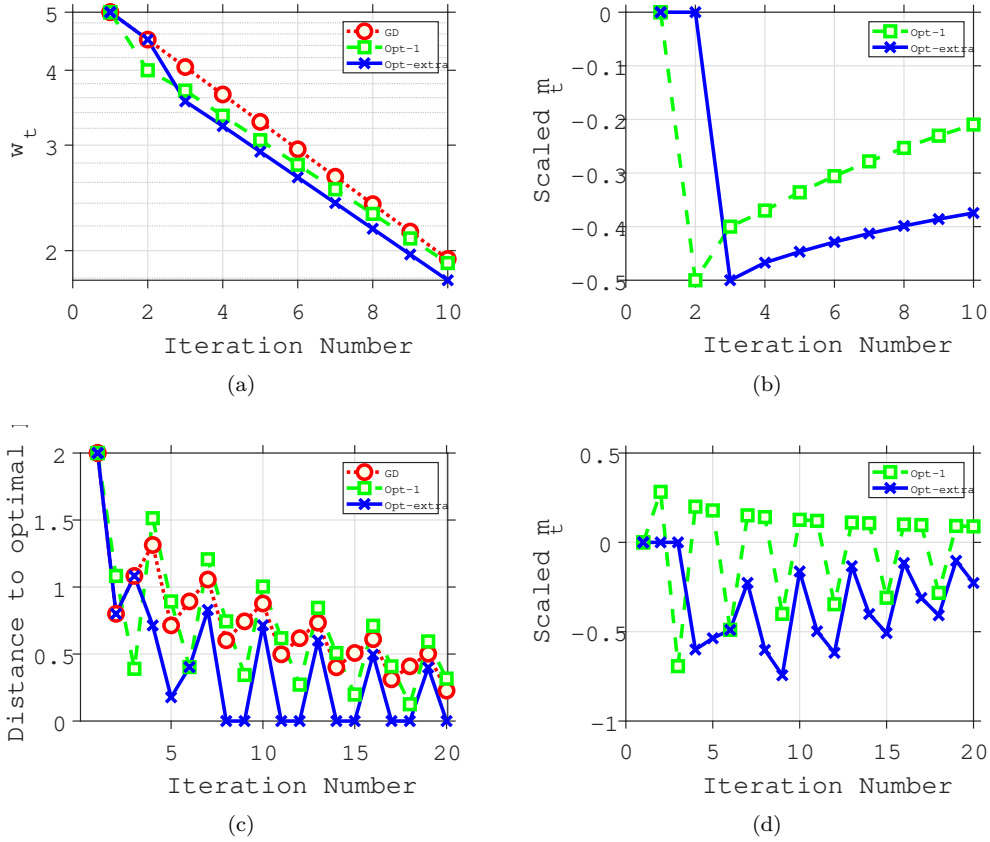 5
4
3
2
w_t
0
2
4
6
8
10
Iteration Number
GD
Opt-1
Opt-extra
(a)
0
-0.1
-0.2
-0.3
-0.4
-0.5
Scaled m_t
0
2
4
6
8
10
Iteration Number
Opt-1
Opt-extra
(b)
2
1.5
1
0.5
0
Distance to optimal
5
10
15
20
Iteration Number
GD
Opt-1
Opt-extra
(c)
0.5
0
-0.5
-1
Scaled m_t
0
5
10
15
20
Iteration Number
Opt-1
Opt-extra
(d)